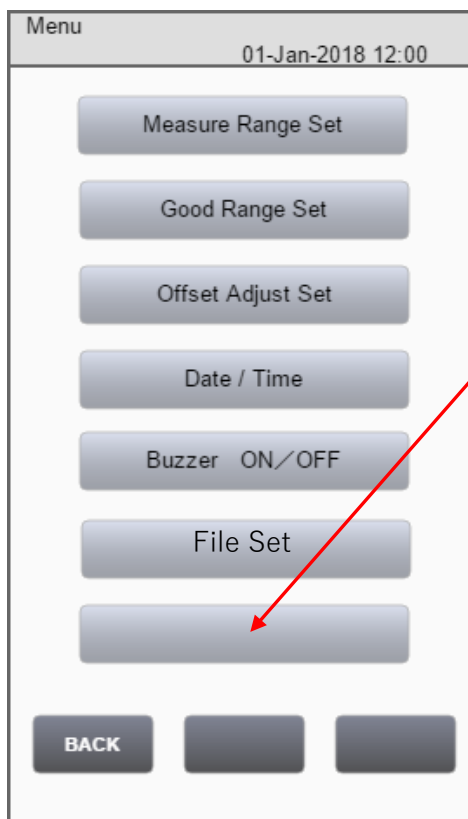 Menu
01-Jan-2018 12:00
Measure Range Set
Good Range Set
Offset Adjust Set
Date / Time
Buzzer ON／OFF
File Set
BACK